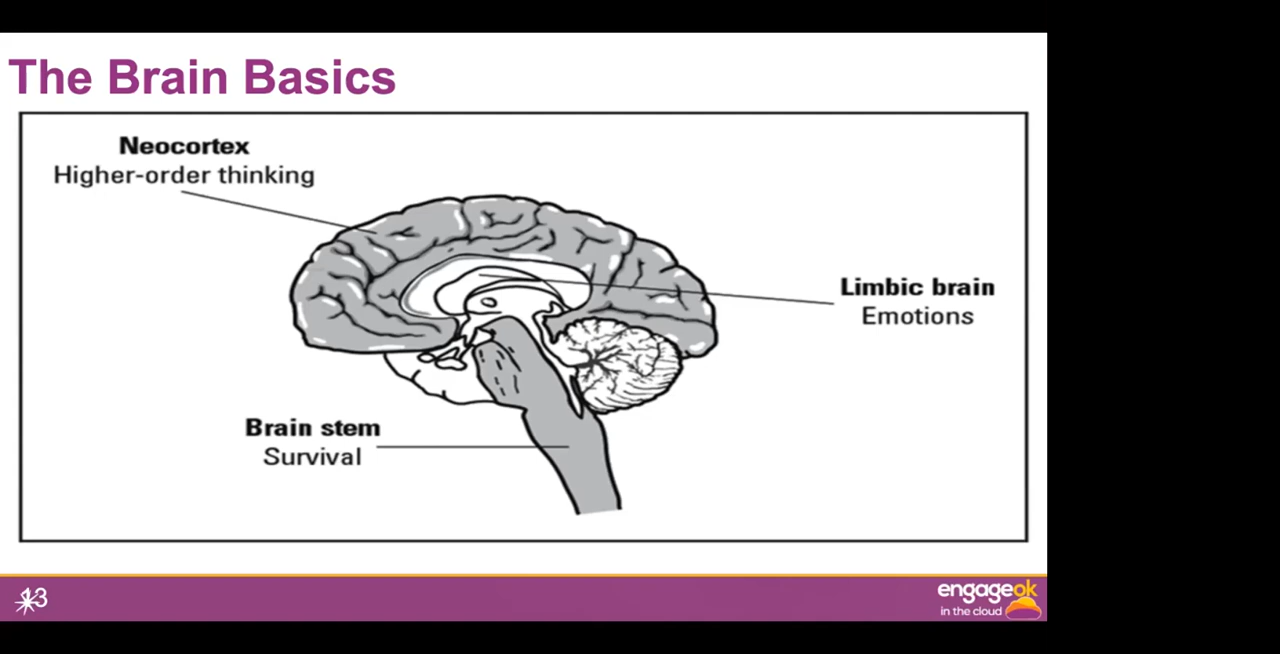 The Brain Basics
Neocortex
Higher-order thinking
Limbic brain
Emotions
Brain stem
Survival
engageok
in the cloud